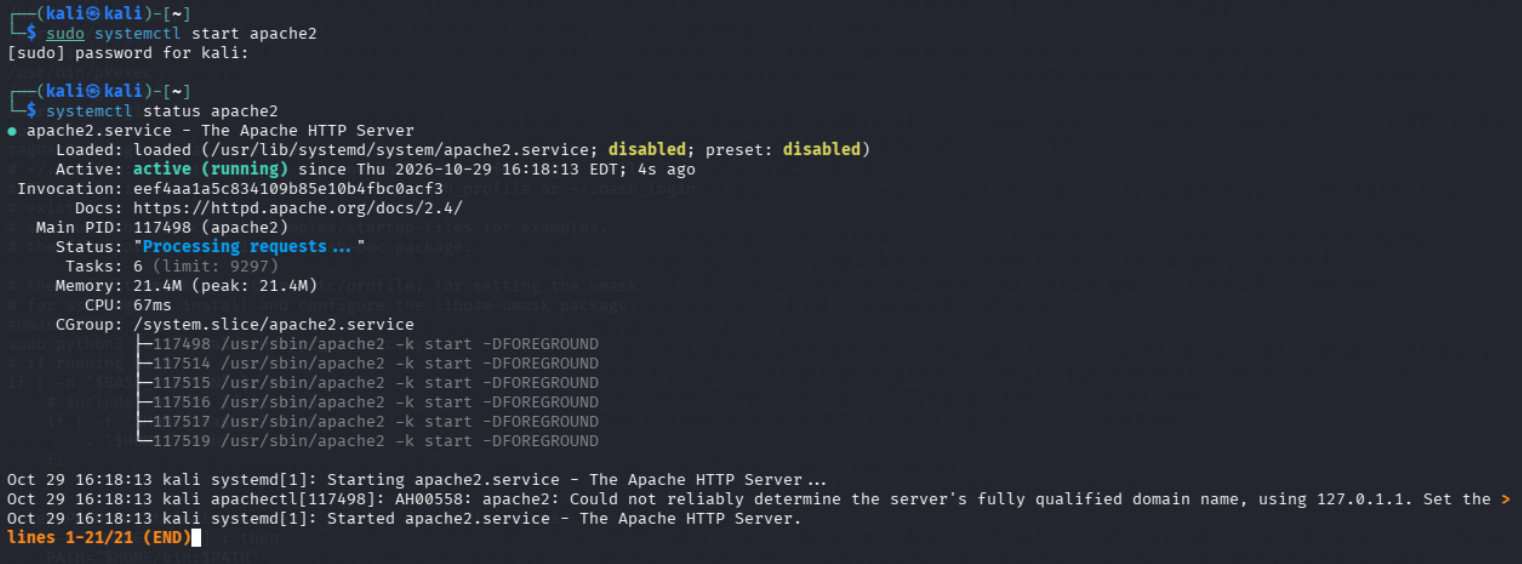 ┌──(kali㉿kali)-[~]
└─$ sudo systemctl start apache2
[sudo] password for kali:
/usr/bin/pkexec
┌──(kali㉿kali)-[~]
└─$ systemctl status apache2
● apache2.service - The Apache HTTP Server
Loaded: loaded (/usr/lib/systemd/system/apache2.service; disabled; preset: disabled)
Active: active (running) since Thu 2026-10-29 16:18:13 EDT; 4s ago
Invocation: eef4aa1a5c834109b85e10b4fbc0acf3
Docs: https://httpd.apache.org/docs/2.4/
Main PID: 117498 (apache2)
Status: "Processing requests..."
Tasks: 6 (limit: 9297)
Memory: 21.4M (peak: 21.4M)
CPU: 67ms
CGroup: /system.slice/apache2.service
├─117498 /usr/sbin/apache2 -k start -DFOREGROUND
├─117514 /usr/sbin/apache2 -k start -DFOREGROUND
├─117515 /usr/sbin/apache2 -k start -DFOREGROUND
├─117516 /usr/sbin/apache2 -k start -DFOREGROUND
├─117517 /usr/sbin/apache2 -k start -DFOREGROUND
└─117519 /usr/sbin/apache2 -k start -DFOREGROUND
Oct 29 16:18:13 kali systemd[1]: Starting apache2.service - The Apache HTTP Server...
Oct 29 16:18:13 kali apachectl[117498]: AH00558: apache2: Could not reliably determine the server's fully qualified domain name, using 127.0.1.1. Set the >
Oct 29 16:18:13 kali systemd[1]: Started apache2.service - The Apache HTTP Server.
lines 1-21/21 (END)
PATH="$HOME/bin:$PATH"